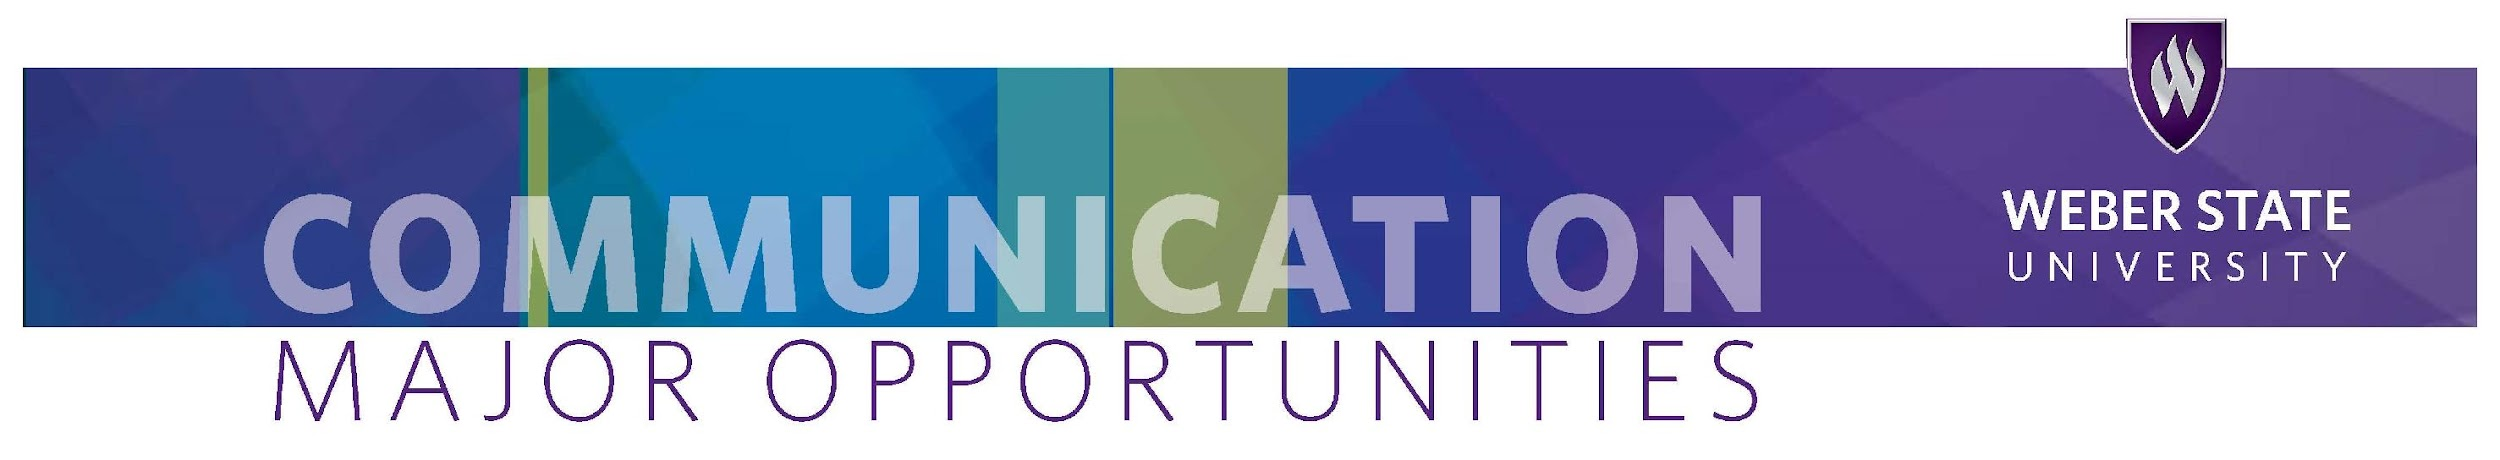 COMMUNICATION
MAJOR OPPORTUNITIES
W
WEBER STATE
UNIVERSITY